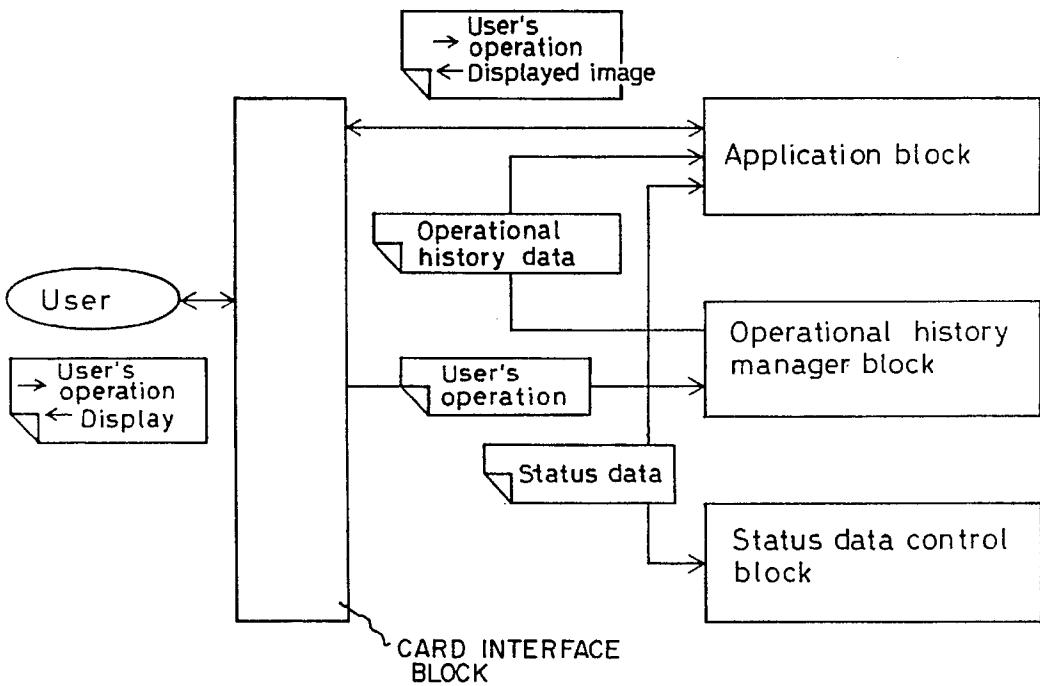 → User's
operation
← Displayed image
Application block
Operational
history data
User
Operational history
manager block
→ User's
operation
← Display
User's
operation
Status data
Status data control
block
CARD INTERFACE
BLOCK